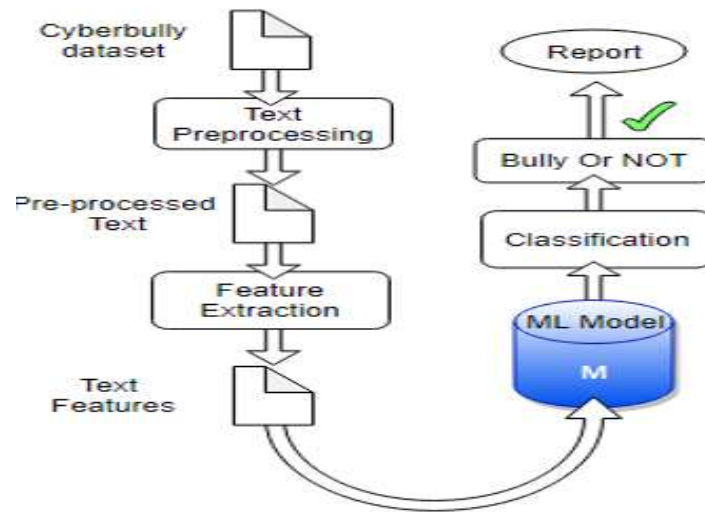 Cyberbully
dataset
Text
Preprocessing
Pre-processed
Text
Feature
Extraction
Text
Features
Report
Bully Or NOT
Classification
ML Model
M